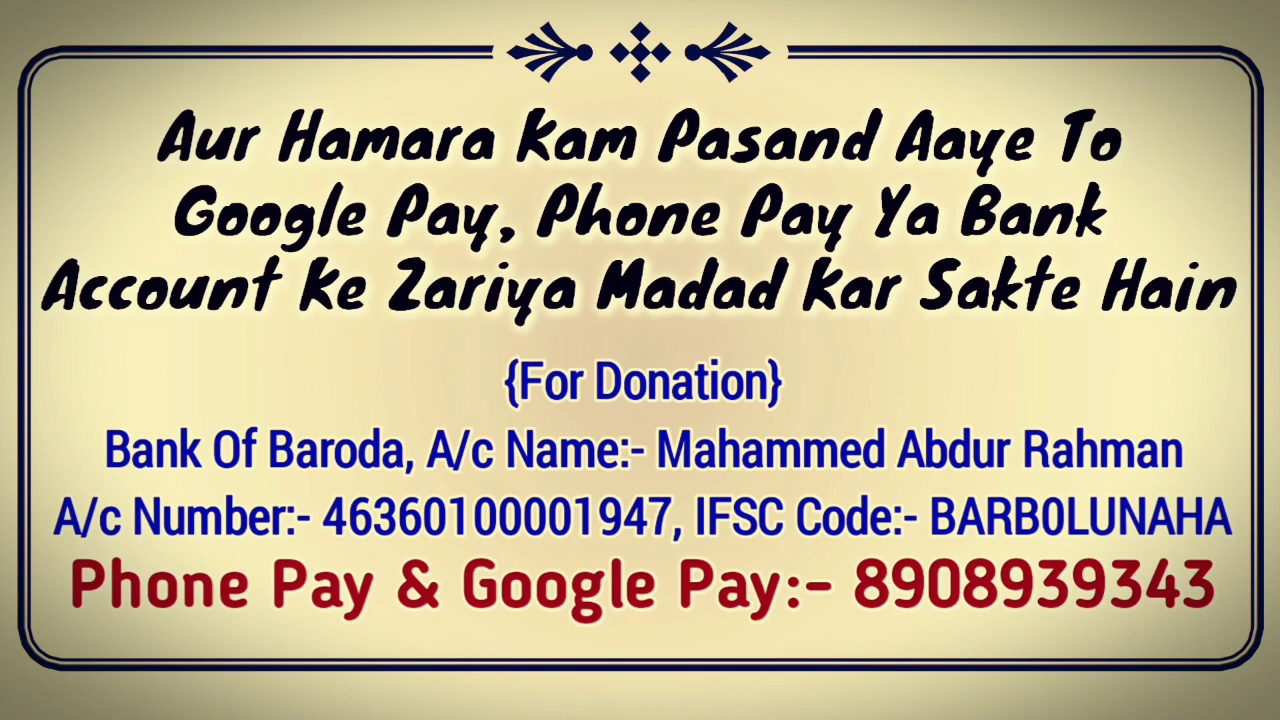 Aur Hamara Kam Pasand Aaye To
Google Pay, Phone Pay Ya Bank
Account Ke Zariya Madad Kar Sakte Hain
{For Donation}
Bank Of Baroda, A/c Name:- Mahammed Abdur Rahman
A/c Number:- 46360100001947, IFSC Code:- BARB0LUNAHA
Phone Pay & Google Pay:- 8908939343